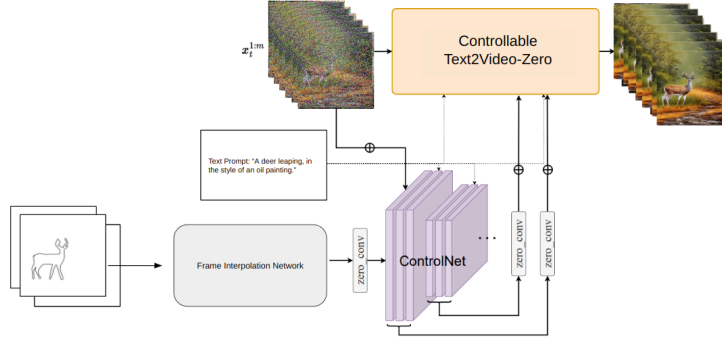 x_t^{1:m}
Controllable
Text2Video-Zero
Text Prompt: "A deer leaping, in
the style of an oil painting."
Frame Interpolation Network
zero_conv
ControlNet
...
zero_conv
zero_conv